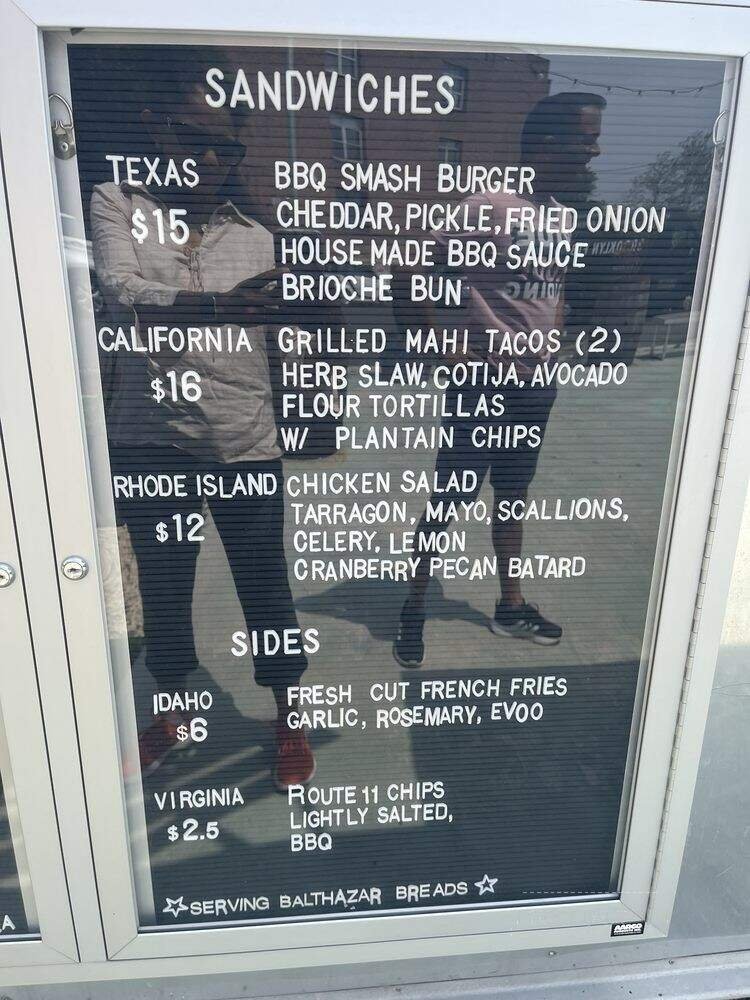 SANDWICHES
TEXAS
$15
BBQ SMASH BURGER
CHEDDAR, PICKLE, FRIED ONION
HOUSE MADE BBQ SAUCE
BRIOCHE BUN
CALIFORNIA
$16
GRILLED MAHI TACOS (2)
HERB SLAW, COTIJA, AVOCADO
FLOUR TORTILLAS
W/ PLANTAIN CHIPS
RHODE ISLAND
$12
CHICKEN SALAD
TARRAGON, MAYO, SCALLIONS,
CELERY, LEMON
CRANBERRY PECAN BATARD
SIDES
IDAHO
$6
FRESH CUT FRENCH FRIES
GARLIC, ROSEMARY, EVOO
VIRGINIA
$2.5
ROUTE 11 CHIPS
LIGHTLY SALTED,
BBQ
☆SERVING BALTHAZAR BREADS☆
AARCO